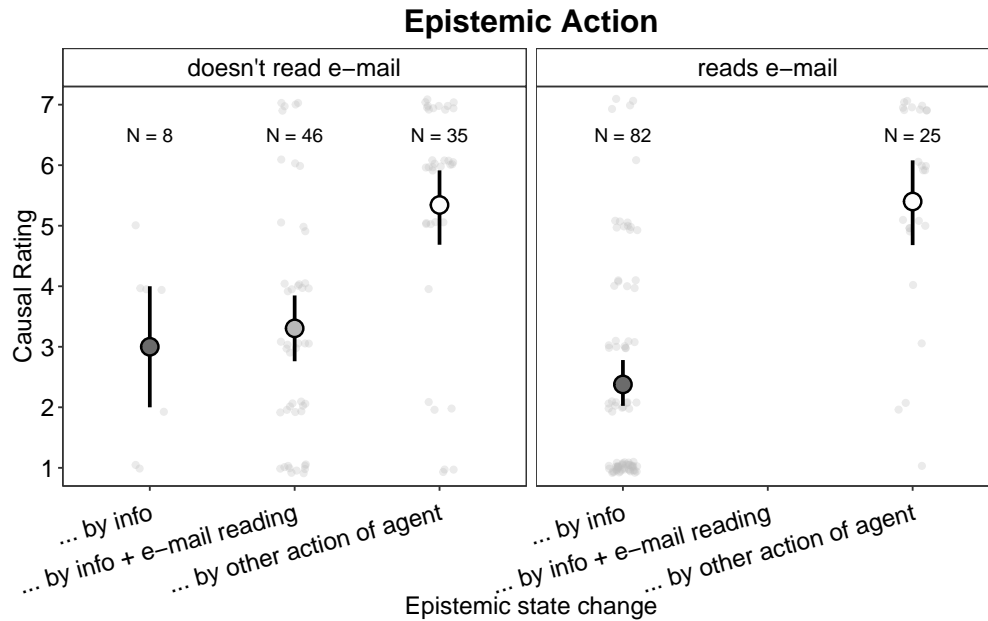 Epistemic Action
doesn't read e−mail
reads e−mail
Causal Rating
7
6
5
4
3
2
1
N = 8
N = 46
N = 35
N = 82
N = 25
... by info
... by info + e−mail reading
... by other action of agent
... by info
... by info + e−mail reading
... by other action of agent
Epistemic state change